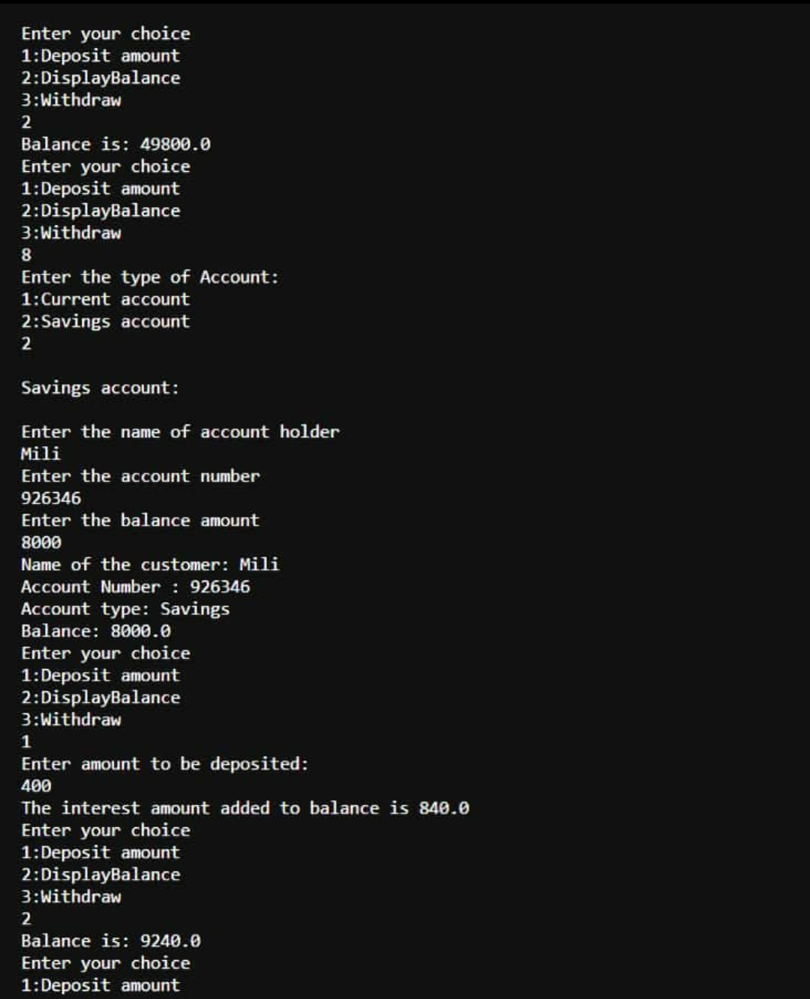 Enter your choice
1:Deposit amount
2:DisplayBalance
3:Withdraw
2
Balance is: 49800.0
Enter your choice
1:Deposit amount
2:DisplayBalance
3:Withdraw
8
Enter the type of Account:
1:Current account
2:Savings account
2
Savings account:
Enter the name of account holder
Mili
Enter the account number
926346
Enter the balance amount
8000
Name of the customer: Mili
Account Number : 926346
Account type: Savings
Balance: 8000.0
Enter your choice
1:Deposit amount
2:DisplayBalance
3:Withdraw
1
Enter amount to be deposited:
400
The interest amount added to balance is 840.0
Enter your choice
1:Deposit amount
2:DisplayBalance
3:Withdraw
2
Balance is: 9240.0
Enter your choice
1:Deposit amount